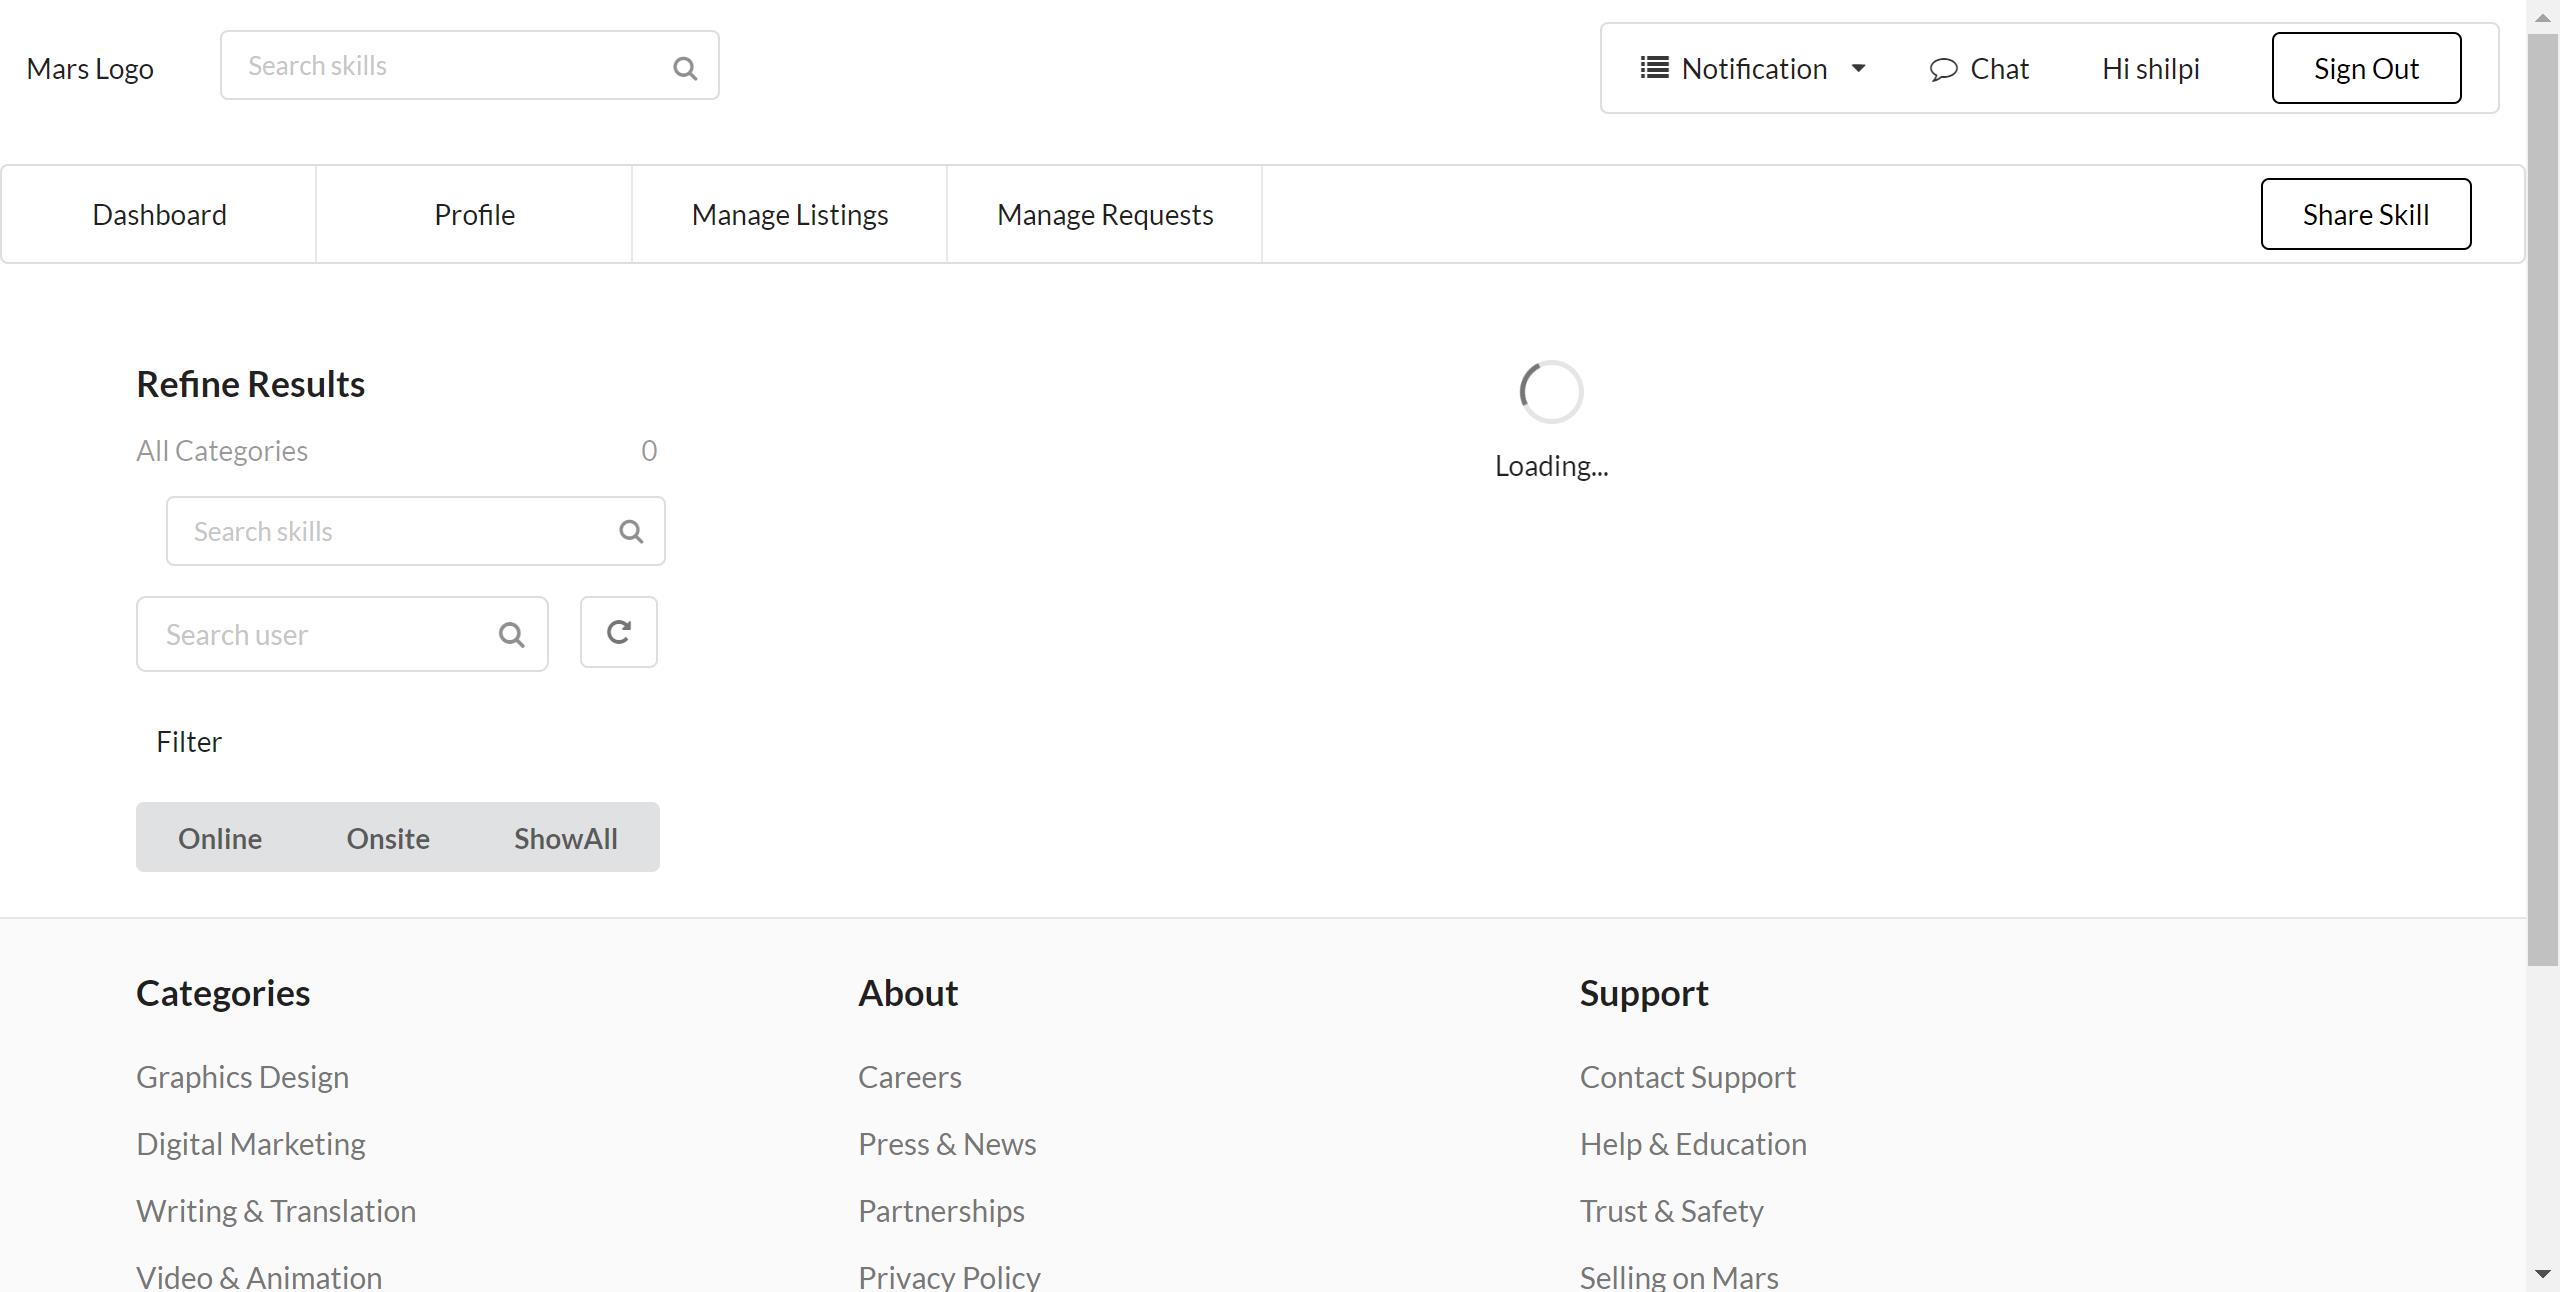 Mars Logo
Search skills
Notification
Chat
Hi shilpi
Sign Out
Dashboard
Profile
Manage Listings
Manage Requests
Share Skill
Refine Results
All Categories 0
Search skills
Search user
Filter
Online Onsite ShowAll
Loading...
Categories
Graphics Design
Digital Marketing
Writing & Translation
Video & Animation
About
Careers
Press & News
Partnerships
Privacy Policy
Support
Contact Support
Help & Education
Trust & Safety
Selling on Mars